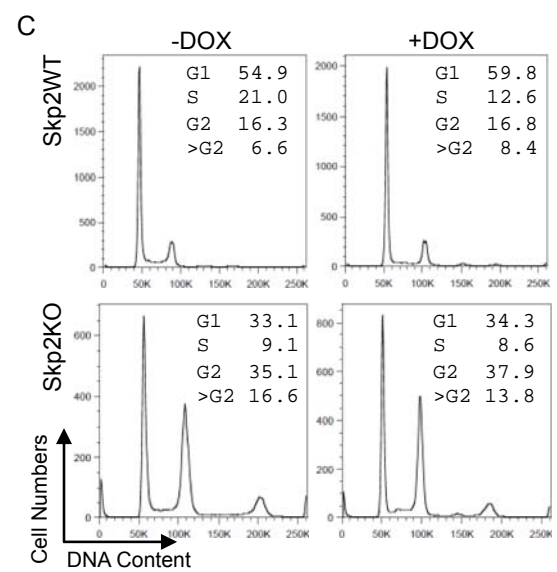 C
-DOX
+DOX
Skp2WT
2000
1500
1000
500
0
G1 54.9
S 21.0
G2 16.3
>G2 6.6
0 50K 100K 150K 200K 250K
2000
1500
1000
500
0
G1 59.8
S 12.6
G2 16.8
>G2 8.4
0 50K 100K 150K 200K 250K
Skp2KO
600
400
200
0
G1 33.1
S 9.1
G2 35.1
>G2 16.6
0 50K 100K 150K 200K 250K
800
600
400
200
0
G1 34.3
S 8.6
G2 37.9
>G2 13.8
0 50K 100K 150K 200K 250K
Cell Numbers
DNA Content